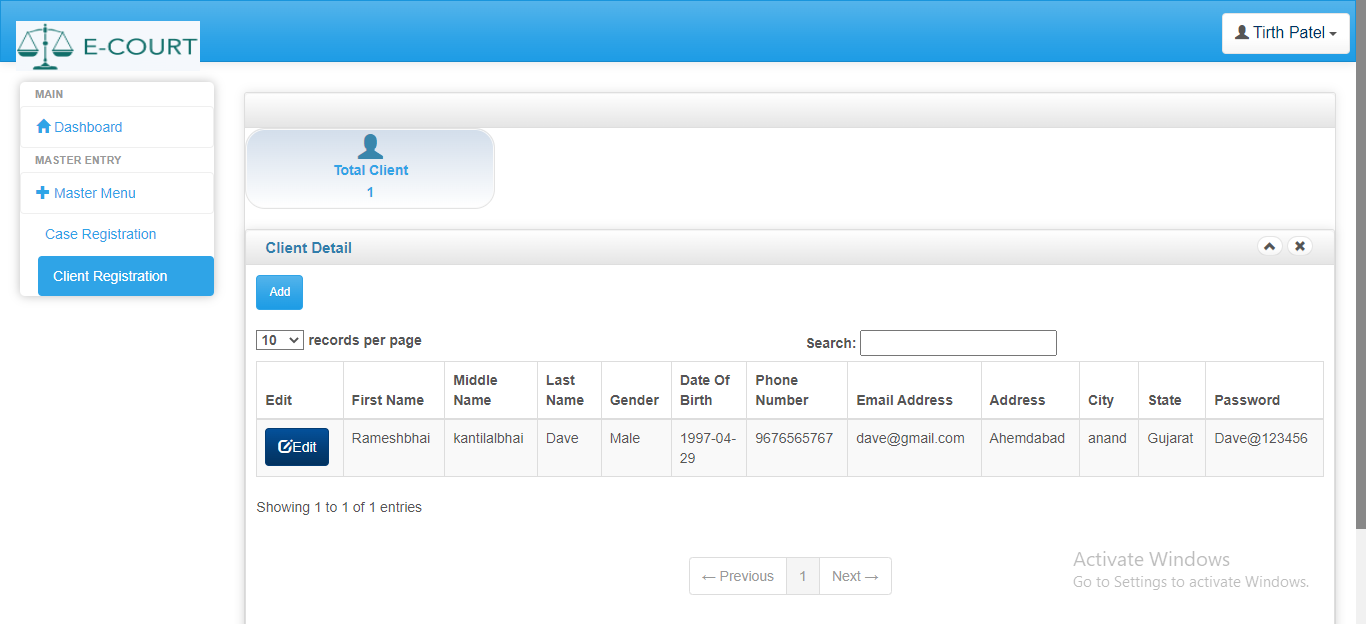 E-COURT
Tirth Patel
MAIN
Dashboard
MASTER ENTRY
Master Menu
Case Registration
Client Registration
Total Client
1
Client Detail
Add
10 records per page
Search:
Edit First Name Middle Name Last Name Gender Date Of Birth Phone Number Email Address Address City State Password
Edit Rameshbhai kantilalbhai Dave Male 1997-04-29 9676565767 dave@gmail.com Ahemdabad anand Gujarat Dave@123456
Showing 1 to 1 of 1 entries
← Previous 1 Next →
Activate Windows
Go to Settings to activate Windows.